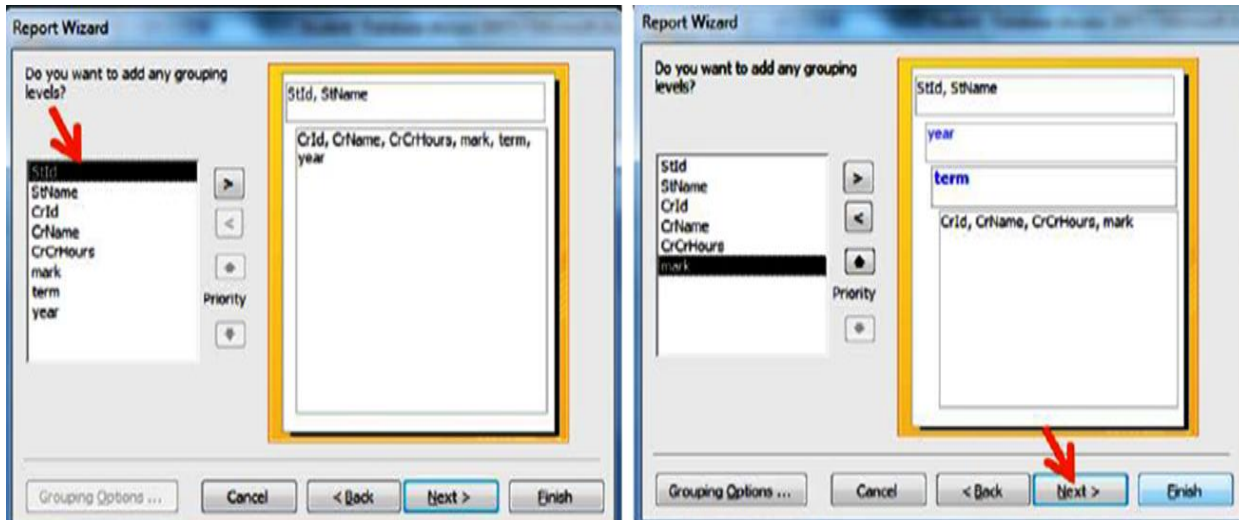 Report Wizard
Do you want to add any grouping
levels?
StId
StName
CrId
CrName
CrCrHours
mark
term
year
>
<
Priority
StId, StName
CrId, CrName, CrCrHours, mark, term,
year
Grouping Options ...
Cancel
< Back
Next >
Finish
Report Wizard
Do you want to add any grouping
levels?
StId
StName
CrId
CrName
CrCrHours
mark
>
<
Priority
StId, StName
year
term
CrId, CrName, CrCrHours, mark
Grouping Options ...
Cancel
< Back
Next >
Finish